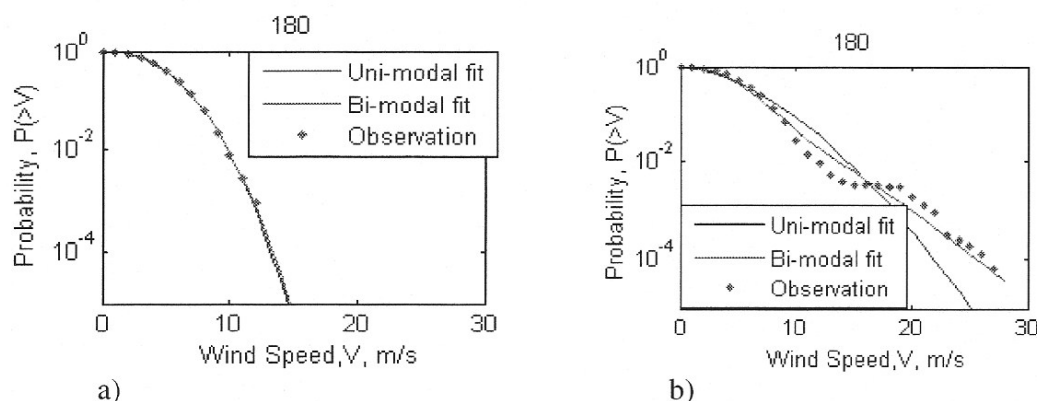 180
10^0
10^-2
10^-4
Probability, P(>V)
Uni-modal fit
Bi-modal fit
Observation
0 10 20 30
Wind Speed,V, m/s
a)
180
10^0
10^-2
10^-4
Probability, P(>V)
Uni-modal fit
Bi-modal fit
Observation
0 10 20 30
Wind Speed,V, m/s
b)